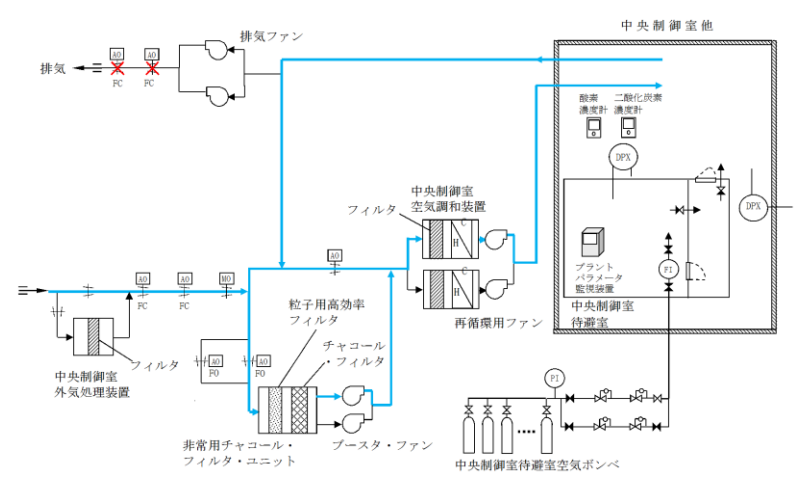 中央制御室他
排気ファン
AO
AO
排気
FC
FC
酸素
濃度計
二酸化炭素
濃度計
DPX
中央制御室
空気調和装置
フィルタ
C
H
DPX
AO
C
H
PI
プラント
パラメータ
監視装置
中央制御室
待避室
再循環用ファン
AO
AO
MO
FC
FC
粒子用高効率
フィルタ
チャコール
・フィルタ
フィルタ
中央制御室
外気処理装置
AO
FO
AO
FO
PI
非常用チャコール・
フィルタ・ユニット
ブースタ・ファン
中央制御室待避室空気ボンベ